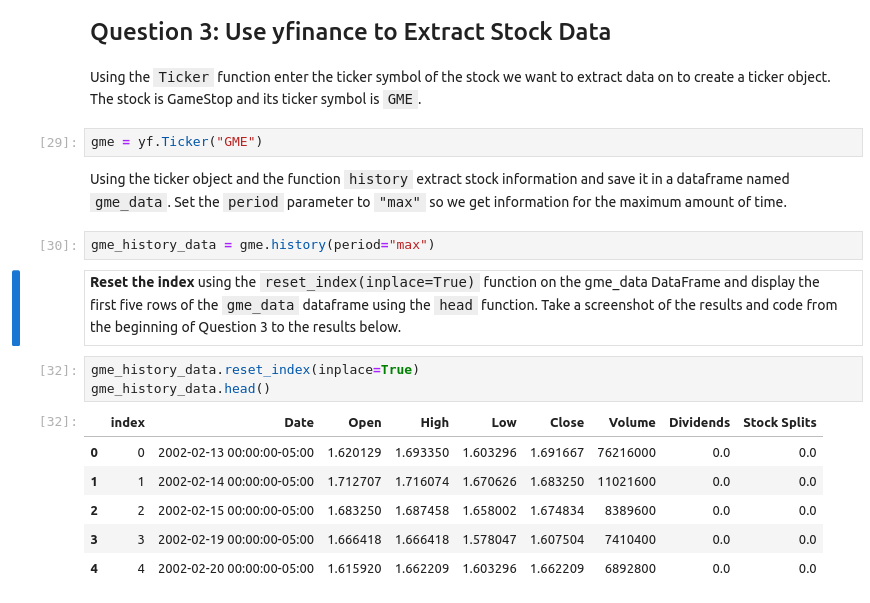 Question 3: Use yfinance to Extract Stock Data
Using the Ticker function enter the ticker symbol of the stock we want to extract data on to create a ticker object.
The stock is GameStop and its ticker symbol is GME .
[29]: gme = yf.Ticker("GME")
Using the ticker object and the function history extract stock information and save it in a dataframe named
gme_data . Set the period parameter to "max" so we get information for the maximum amount of time.
[30]: gme_history_data = gme.history(period="max")
Reset the index using the reset_index(inplace=True) function on the gme_data DataFrame and display the
first five rows of the gme_data dataframe using the head function. Take a screenshot of the results and code from
the beginning of Question 3 to the results below.
[32]: gme_history_data.reset_index(inplace=True)
gme_history_data.head()
[32]: index Date Open High Low Close Volume Dividends Stock Splits
0 0 2002-02-13 00:00:00-05:00 1.620129 1.693350 1.603296 1.691667 76216000 0.0 0.0
1 1 2002-02-14 00:00:00-05:00 1.712707 1.716074 1.670626 1.683250 11021600 0.0 0.0
2 2 2002-02-15 00:00:00-05:00 1.683250 1.687458 1.658002 1.674834 8389600 0.0 0.0
3 3 2002-02-19 00:00:00-05:00 1.666418 1.666418 1.578047 1.607504 7410400 0.0 0.0
4 4 2002-02-20 00:00:00-05:00 1.615920 1.662209 1.603296 1.662209 6892800 0.0 0.0